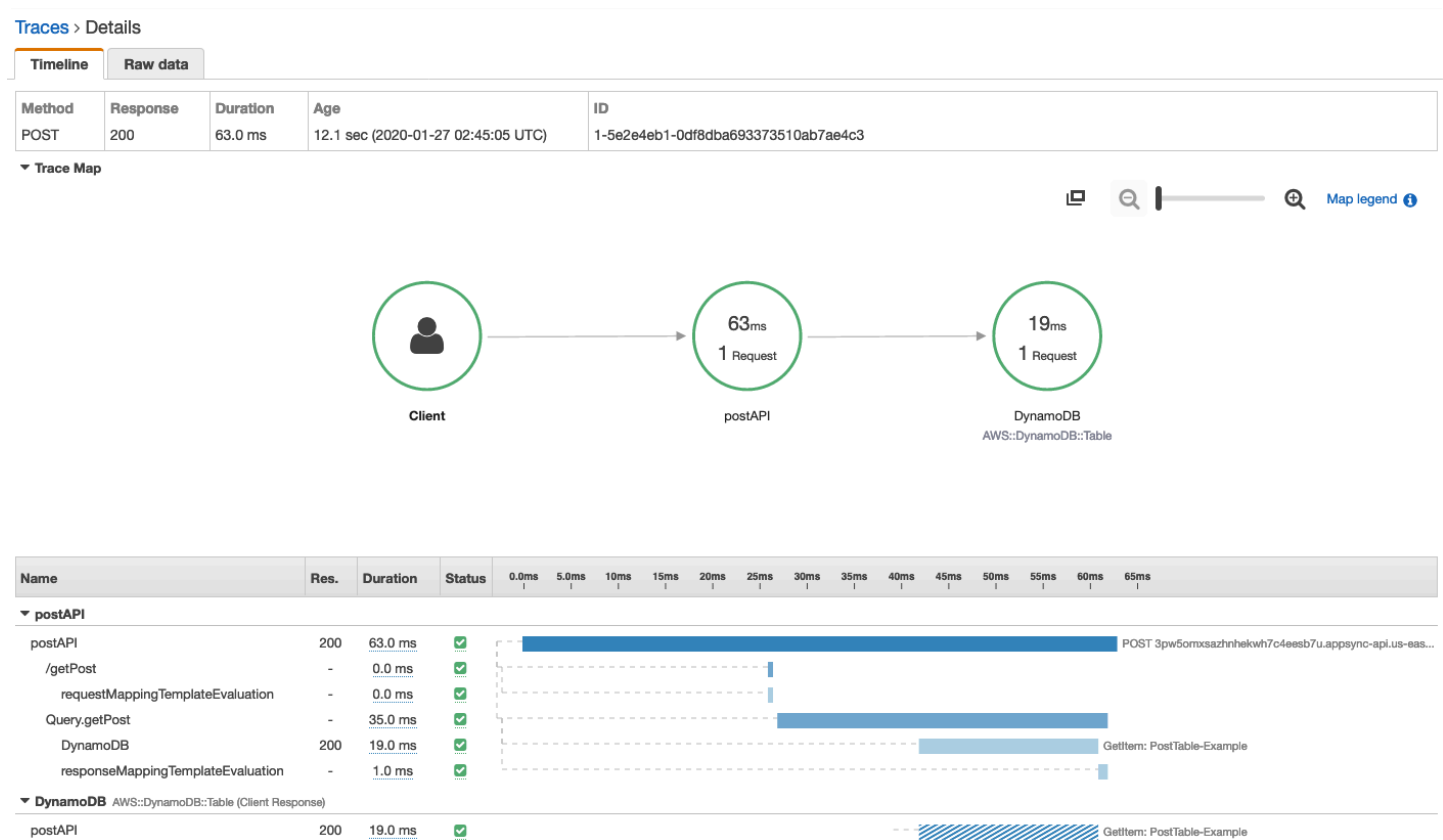 Traces > Details
Timeline Raw data
Method Response Duration Age ID
POST 200 63.0 ms 12.1 sec (2020-01-27 02:45:05 UTC) 1-5e2e4eb1-0df8dba693373510ab7ae4c3
Trace Map
Map legend
63ms 19ms
1 Request 1 Request
Client postAPI DynamoDB
AWS::DynamoDB::Table
Name Res. Duration Status 0.0ms 5.0ms 10ms 15ms 20ms 25ms 30ms 35ms 40ms 45ms 50ms 55ms 60ms 65ms
postAPI
postAPI 200 63.0 ms POST 3pw5omxsazhnhekwh7c4eesb7u.appsync-api.us-eas...
/getPost - 0.0 ms
requestMappingTemplateEvaluation - 0.0 ms
Query.getPost - 35.0 ms
DynamoDB 200 19.0 ms GetItem: PostTable-Example
responseMappingTemplateEvaluation - 1.0 ms
DynamoDB AWS::DynamoDB::Table (Client Response)
postAPI 200 19.0 ms GetItem: PostTable-Example